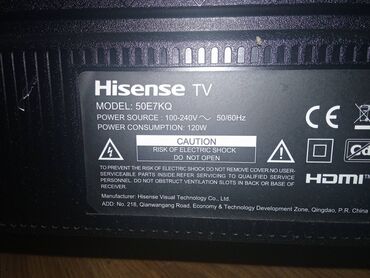 Hisense TV
MODEL: 50E7KQ
POWER SOURCE : 100-240V ~ 50/60Hz
POWER CONSUMPTION: 120W
CAUTION
RISK OF ELECTRIC SHOCK
DO NOT OPEN
TO PREVENT THE RISK OF ELECTRIC SHOCK DO NOT REMOVE COVER NO USER-
SERVICEABLE PARTS INSIDE REFER SERVICING TO QUALIFIED SERVICE
PERSONNEL. DO NOT OBSTRUCT VENTILATION SLOTS IN BACK OR BASE OF
RECEIVER.
Manufacturer: Hisense Visual Technology Co., Ltd.
ADD: No. 218, Qianwangang Road, Economy & Technology Development Zone, Qingdao, P.R. China
CE
HDMI